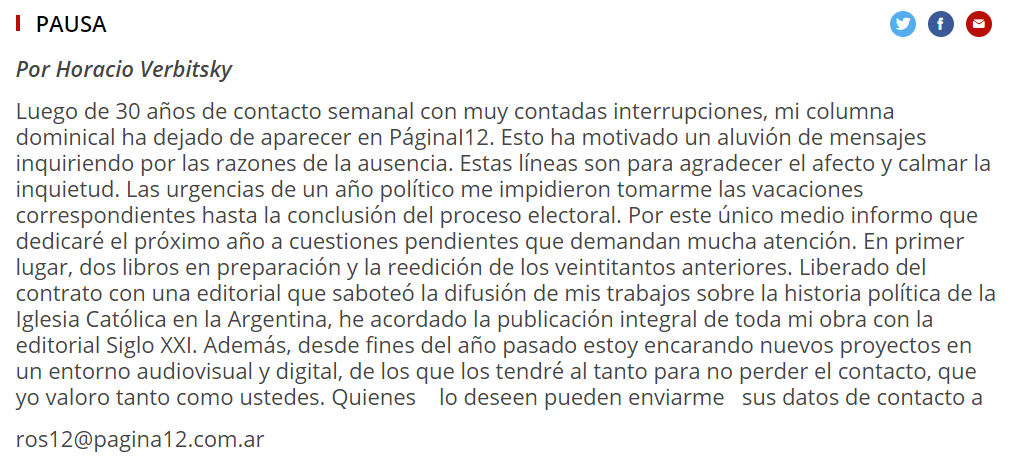 PAUSA
Por Horacio Verbitsky
Luego de 30 años de contacto semanal con muy contadas interrupciones, mi columna
dominical ha dejado de aparecer en PáginaI12. Esto ha motivado un aluvión de mensajes
inquiriendo por las razones de la ausencia. Estas líneas son para agradecer el afecto y calmar la
inquietud. Las urgencias de un año político me impidieron tomarme las vacaciones
correspondientes hasta la conclusión del proceso electoral. Por este único medio informo que
dedicaré el próximo año a cuestiones pendientes que demandan mucha atención. En primer
lugar, dos libros en preparación y la reedición de los veintitantos anteriores. Liberado del
contrato con una editorial que saboteó la difusión de mis trabajos sobre la historia política de la
Iglesia Católica en la Argentina, he acordado la publicación integral de toda mi obra con la
editorial Siglo XXI. Además, desde fines del año pasado estoy encarando nuevos proyectos en
un entorno audiovisual y digital, de los que los tendré al tanto para no perder el contacto, que
yo valoro tanto como ustedes. Quienes lo deseen pueden enviarme sus datos de contacto a
ros12@pagina12.com.ar